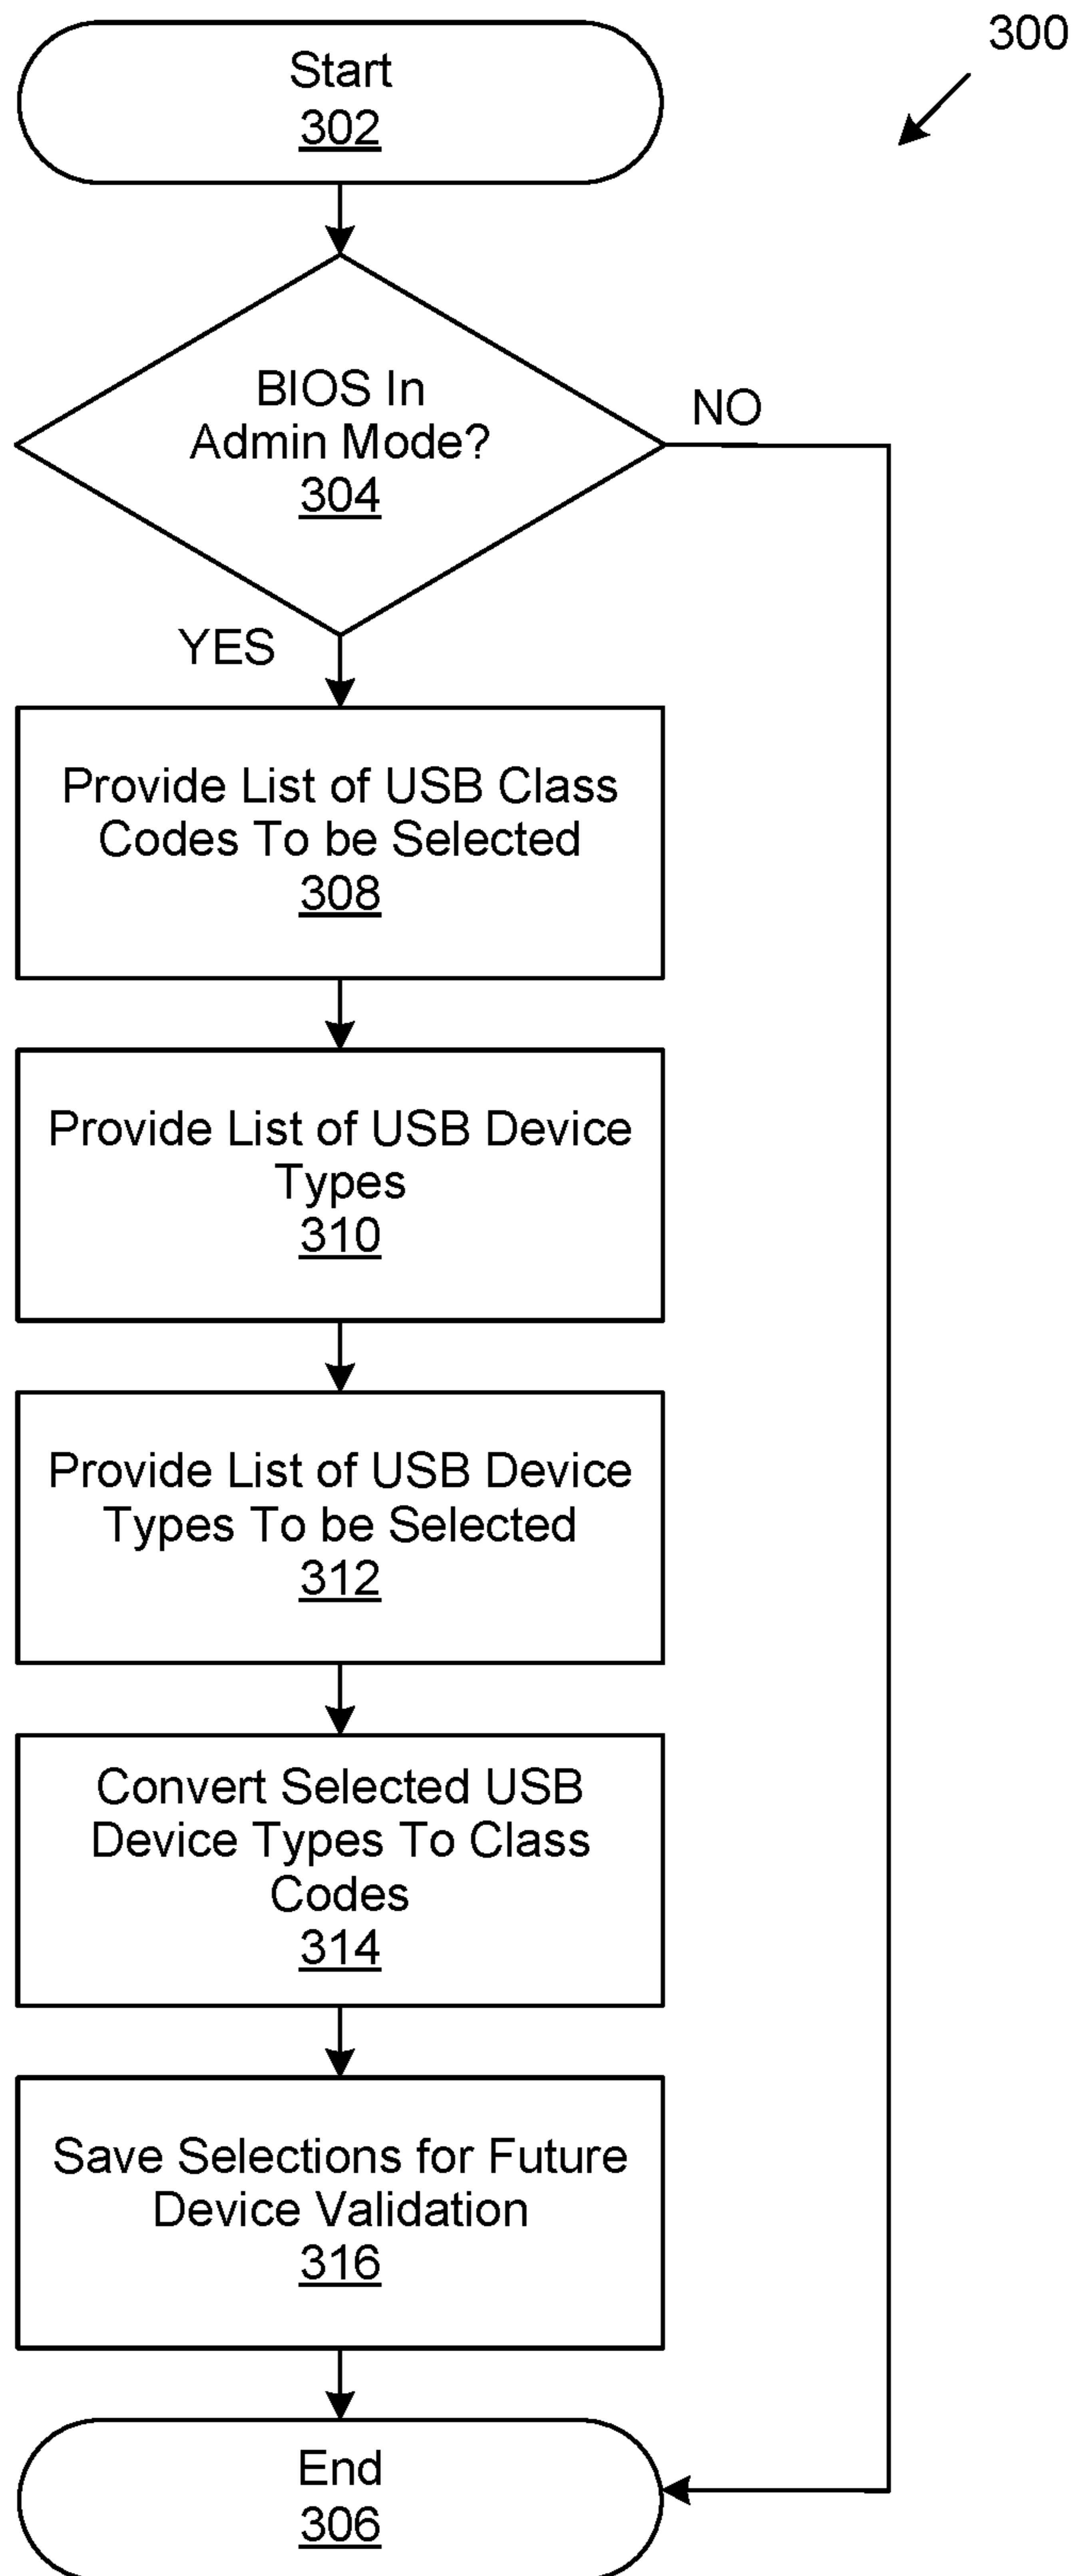 300
Start
302
BIOS In
Admin Mode?
304
NO
YES
Provide List of USB Class
Codes To be Selected
308
Provide List of USB Device
Types
310
Provide List of USB Device
Types To be Selected
312
Convert Selected USB
Device Types To Class
Codes
314
Save Selections for Future
Device Validation
316
End
306